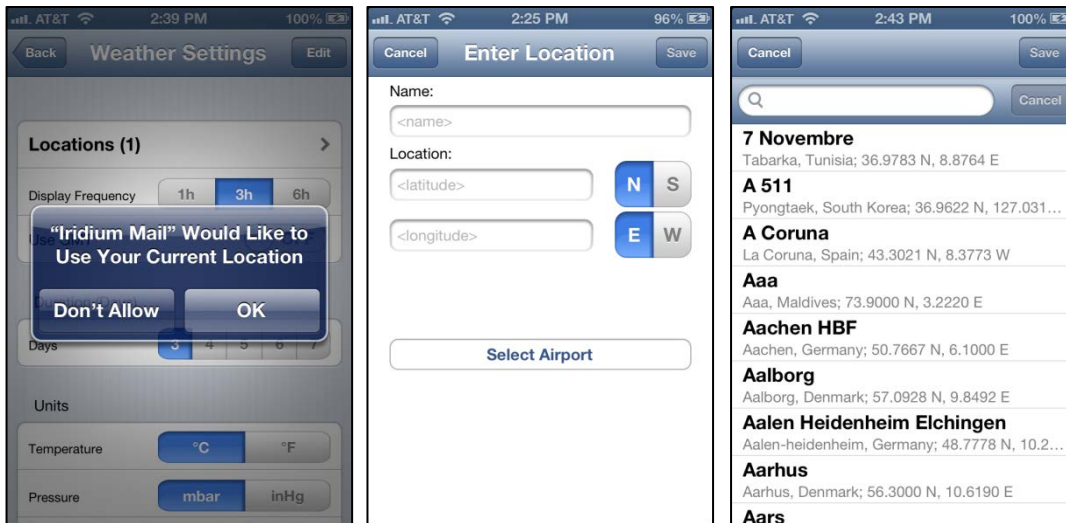 AT&T 2:39 PM 100%
Back Weather Settings Edit
Locations (1)
Display Frequency 1h 3h 6h
"Iridium Mail" Would Like to
Use Your Current Location
Don't Allow OK
Days 3 4 5 6 7
Units
Temperature °C °F
Pressure mbar inHg
AT&T 2:25 PM 96%
Cancel Enter Location Save
Name:
<name>
Location:
<latitude> N S
<longitude> E W
Select Airport
AT&T 2:43 PM 100%
Cancel Save
Cancel
7 Novembre
Tabarka, Tunisia; 36.9783 N, 8.8764 E
A 511
Pyongtaek, South Korea; 36.9622 N, 127.031...
A Coruna
La Coruna, Spain; 43.3021 N, 8.3773 W
Aaa
Aaa, Maldives; 73.9000 N, 3.2220 E
Aachen HBF
Aachen, Germany; 50.7667 N, 6.1000 E
Aalborg
Aalborg, Denmark; 57.0928 N, 9.8492 E
Aalen Heidenheim Elchingen
Aalen-heidenheim, Germany; 48.7778 N, 10.2...
Aarhus
Aarhus, Denmark; 56.3000 N, 10.6190 E
Aars